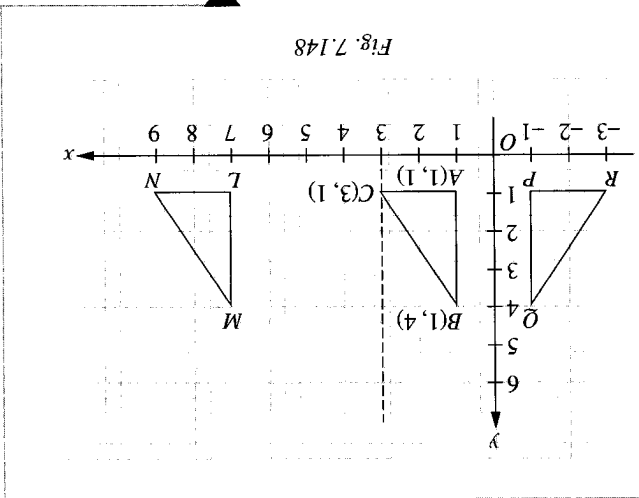 y
6
5
Q 4 B(1, 4) M
3
2
R P 1 A(1, 1) C(3, 1) L N
x
-3 -2 -1 O 1 2 3 4 5 6 7 8 9
Fig. 7.148